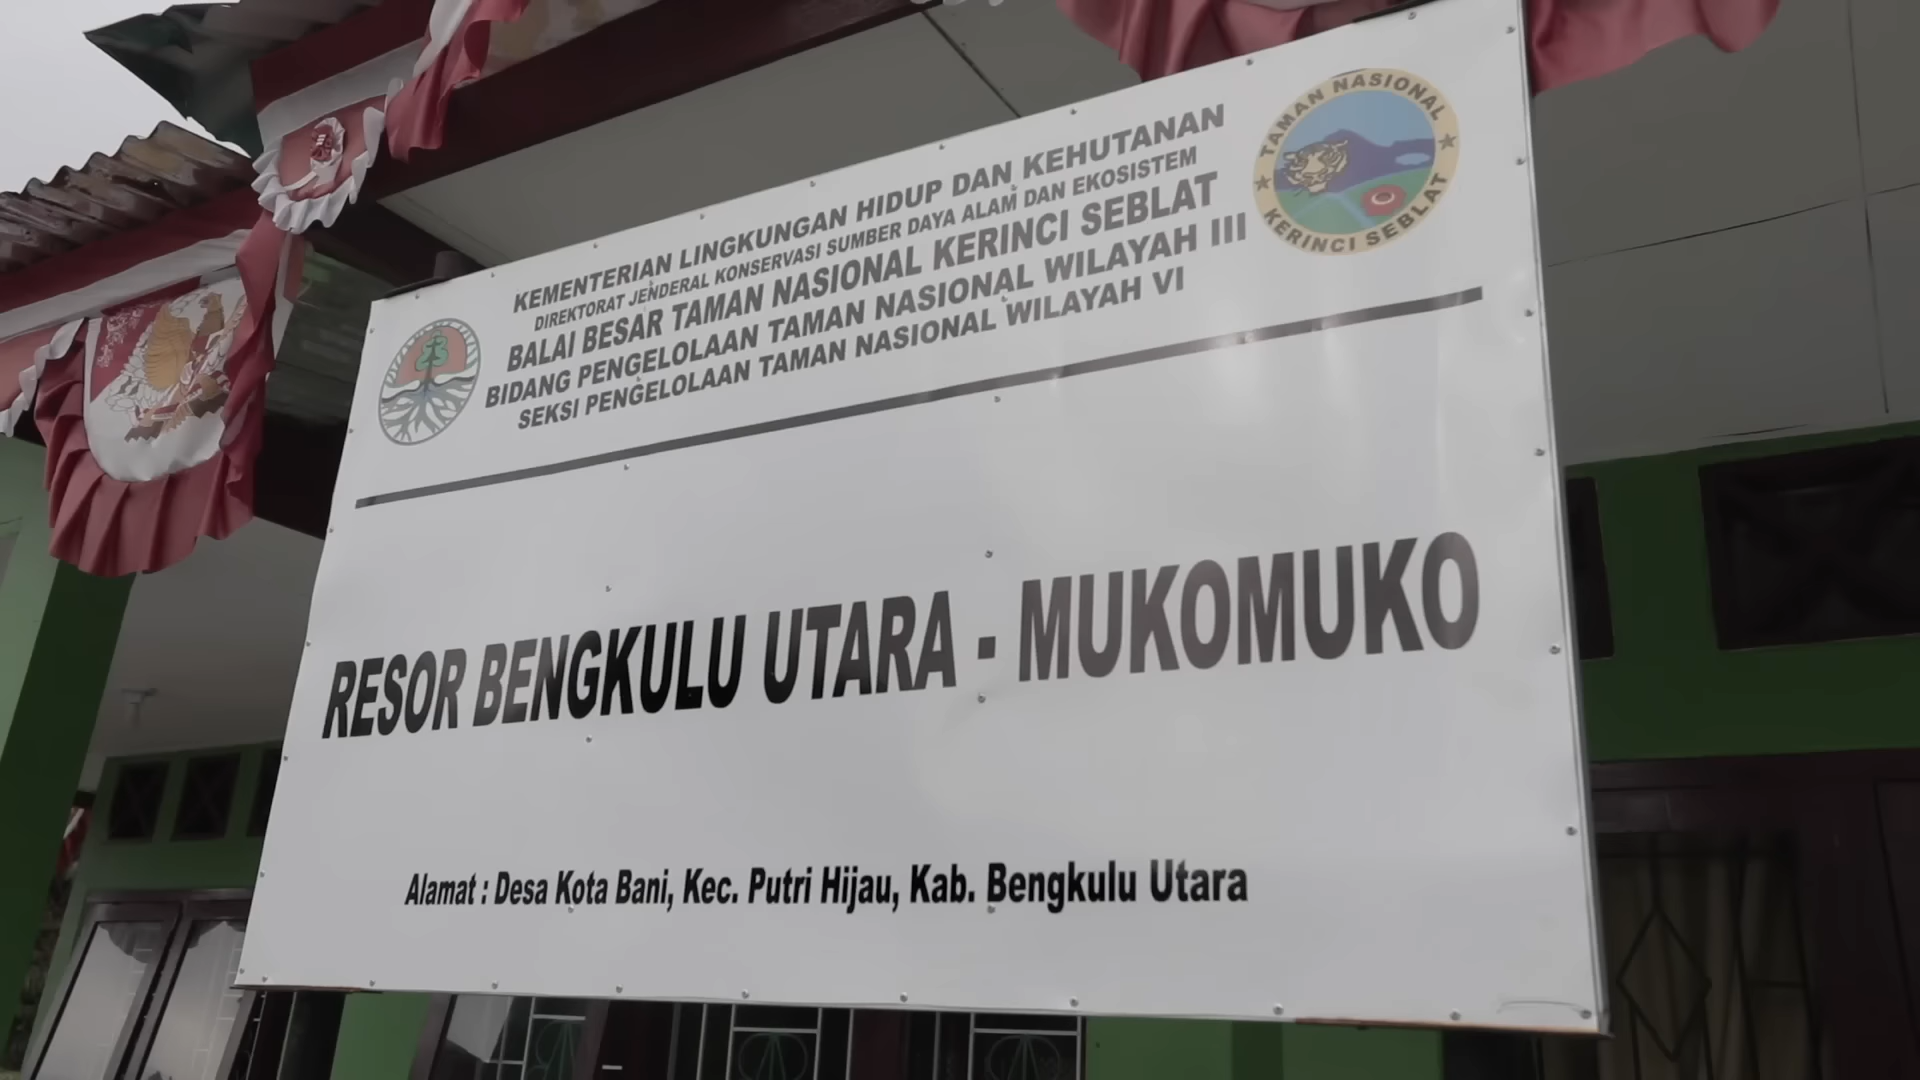 KEMENTERIAN LINGKUNGAN HIDUP DAN KEHUTANAN
DIREKTORAT JENDERAL KONSERVASI SUMBER DAYA ALAM DAN EKOSISTEM
BALAI BESAR TAMAN NASIONAL KERINCI SEBLAT
BIDANG PENGELOLAAN TAMAN NASIONAL WILAYAH III
SEKSI PENGELOLAAN TAMAN NASIONAL WILAYAH VI
TAMAN NASIONAL
KERINCI SEBLAT
RESOR BENGKULU UTARA - MUKOMUKO
Alamat : Desa Kota Bani, Kec. Putri Hijau, Kab. Bengkulu Utara